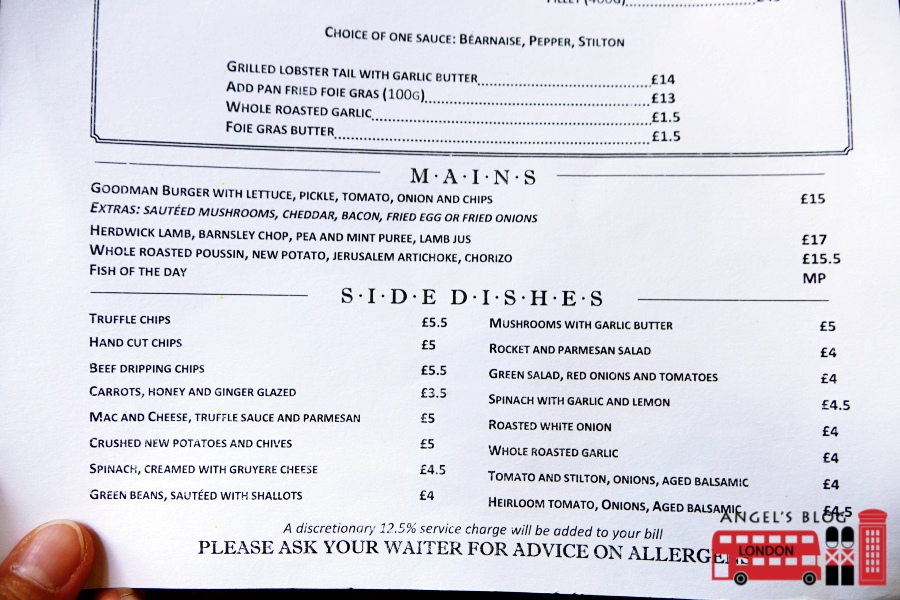 CHOICE OF ONE SAUCE: BÉARNAISE, PEPPER, STILTON
GRILLED LOBSTER TAIL WITH GARLIC BUTTER £14
ADD PAN FRIED FOIE GRAS (100G) £13
WHOLE ROASTED GARLIC £1.5
FOIE GRAS BUTTER £1.5
M·A·I·N·S
GOODMAN BURGER WITH LETTUCE, PICKLE, TOMATO, ONION AND CHIPS £15
EXTRAS: SAUTÉED MUSHROOMS, CHEDDAR, BACON, FRIED EGG OR FRIED ONIONS
HERDWICK LAMB, BARNSLEY CHOP, PEA AND MINT PUREE, LAMB JUS £17
WHOLE ROASTED POUSSIN, NEW POTATO, JERUSALEM ARTICHOKE, CHORIZO £15.5
FISH OF THE DAY MP
S·I·D·E D·I·S·H·E·S
TRUFFLE CHIPS £5.5
HAND CUT CHIPS £5
BEEF DRIPPING CHIPS £5.5
CARROTS, HONEY AND GINGER GLAZED £3.5
MAC AND CHEESE, TRUFFLE SAUCE AND PARMESAN £5
CRUSHED NEW POTATOES AND CHIVES £5
SPINACH, CREAMED WITH GRUYERE CHEESE £4.5
GREEN BEANS, SAUTÉED WITH SHALLOTS £4
MUSHROOMS WITH GARLIC BUTTER £5
ROCKET AND PARMESAN SALAD £4
GREEN SALAD, RED ONIONS AND TOMATOES £4
SPINACH WITH GARLIC AND LEMON £4.5
ROASTED WHITE ONION £4
WHOLE ROASTED GARLIC £4
TOMATO AND STILTON, ONIONS, AGED BALSAMIC £4
HEIRLOOM TOMATO, ONIONS, AGED BALSAMIC £4.5
A discretionary 12.5% service charge will be added to your bill
PLEASE ASK YOUR WAITER FOR ADVICE ON
ANGEL'S BLOG
LONDON